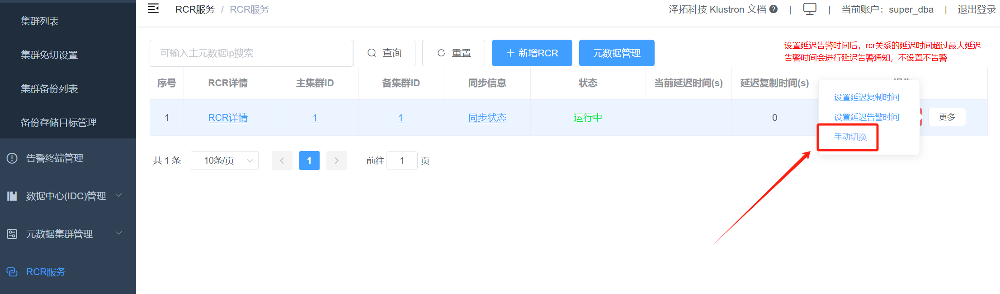 集群列表
集群免切设置
集群备份列表
备份存储目标管理
告警终端管理
数据中心(IDC)管理
元数据集群管理
RCR服务
RCR服务 / RCR服务
泽拓科技 Klustron 文档 ? | | 当前账户：super_dba | 退出登录
可输入主元数据ip搜索 查询 重置 + 新增RCR 元数据管理
设置延迟告警时间后，rcr关系的延迟时间超过最大延迟
告警时间会进行延迟告警通知，不设置不告警
序号 RCR详情 主集群ID 备集群ID 同步信息 状态 当前延迟时间(s) 延迟复制时间(s)
1 RCR详情 1 1 同步状态 运行中 0 更多
设置延迟复制时间
设置延迟告警时间
手动切换
共 1 条 10条/页 1 前往 1 页